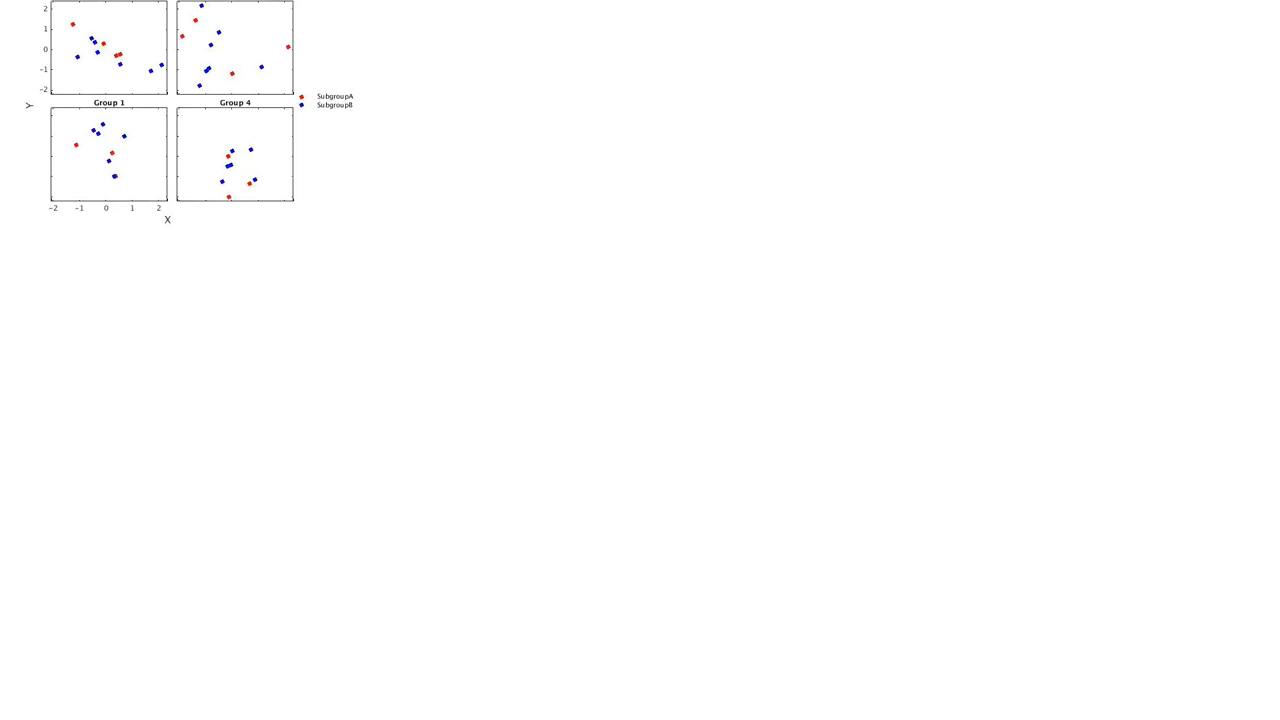 2
1
0
−1
−2
Y
Group 1
Group 4
SubgroupA
SubgroupB
−2 −1 0 1 2
X